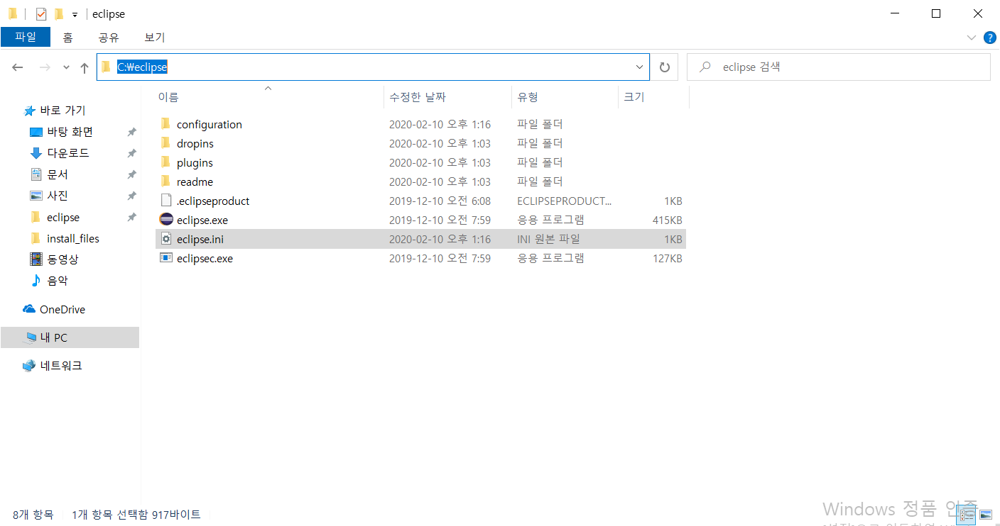 eclipse
파일 홈 공유 보기
C:₩eclipse eclipse 검색
이름 수정한 날짜 유형 크기
바로 가기
바탕 화면
다운로드
문서
사진
eclipse
install_files
동영상
음악
OneDrive
내 PC
네트워크
configuration 2020-02-10 오후 1:16 파일 폴더
dropins 2020-02-10 오후 1:03 파일 폴더
plugins 2020-02-10 오후 1:03 파일 폴더
readme 2020-02-10 오후 1:03 파일 폴더
.eclipseproduct 2019-12-10 오전 6:08 ECLIPSEPRODUCT... 1KB
eclipse.exe 2019-12-10 오전 7:59 응용 프로그램 415KB
eclipse.ini 2020-02-10 오후 1:16 INI 원본 파일 1KB
eclipsec.exe 2019-12-10 오전 7:59 응용 프로그램 127KB
8개 항목 1개 항목 선택함 917바이트
Windows 정품 인증